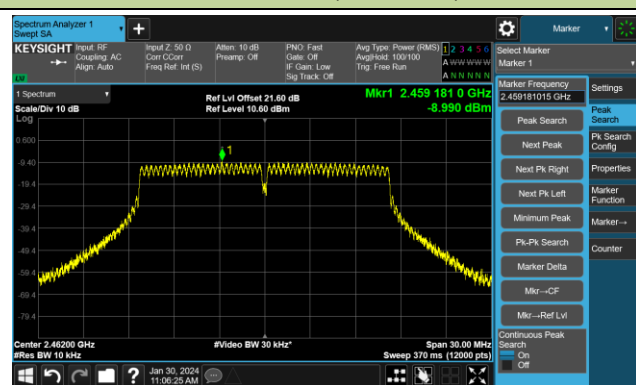 Spectrum Analyzer 1
Swept SA
Marker
KEYSIGHT
Input: RF
Coupling: AC
Align: Auto
Input Z: 50 Ω
Corr CCorr
Freq Ref: Int (S)
Atten: 10 dB
Preamp: Off
PNO: Fast
Gate: Off
IF Gain: Low
Sig Track: Off
Avg Type: Power (RMS)
Avg|Hold: 100/100
Trig: Free Run
1 2 3 4 5 6
A W W W W W
A N N N N N
LW
Select Marker
Marker 1
1 Spectrum
Scale/Div 10 dB
Log
Ref Lvl Offset 21.60 dB
Ref Level 10.60 dBm
Mkr1 2.459 181 0 GHz
-8.990 dBm
Marker Frequency
2.459181015 GHz
Peak Search
Next Peak
Next Pk Right
Next Pk Left
Minimum Peak
Pk-Pk Search
Marker Delta
Mkr→CF
Mkr→Ref Lvl
Continuous Peak
Search
On
Off
Settings
Peak
Search
Pk Search
Config
Properties
Marker
Function
Marker→
Counter
0.600
-9.40
-19.4
-29.4
-39.4
-49.4
-59.4
-69.4
-79.4
1
Center 2.46200 GHz
#Res BW 10 kHz
#Video BW 30 kHz*
Span 30.00 MHz
Sweep 370 ms (12000 pts)
Jan 30, 2024
11:06:25 AM